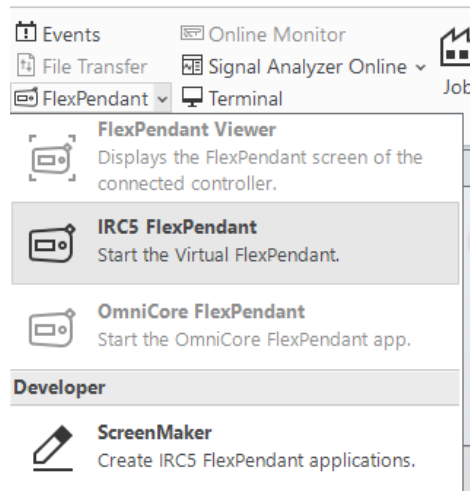 Events
Online Monitor
File Transfer
Signal Analyzer Online
FlexPendant
Terminal
Job
FlexPendant Viewer
Displays the FlexPendant screen of the
connected controller.
IRC5 FlexPendant
Start the Virtual FlexPendant.
OmniCore FlexPendant
Start the OmniCore FlexPendant app.
Developer
ScreenMaker
Create IRC5 FlexPendant applications.